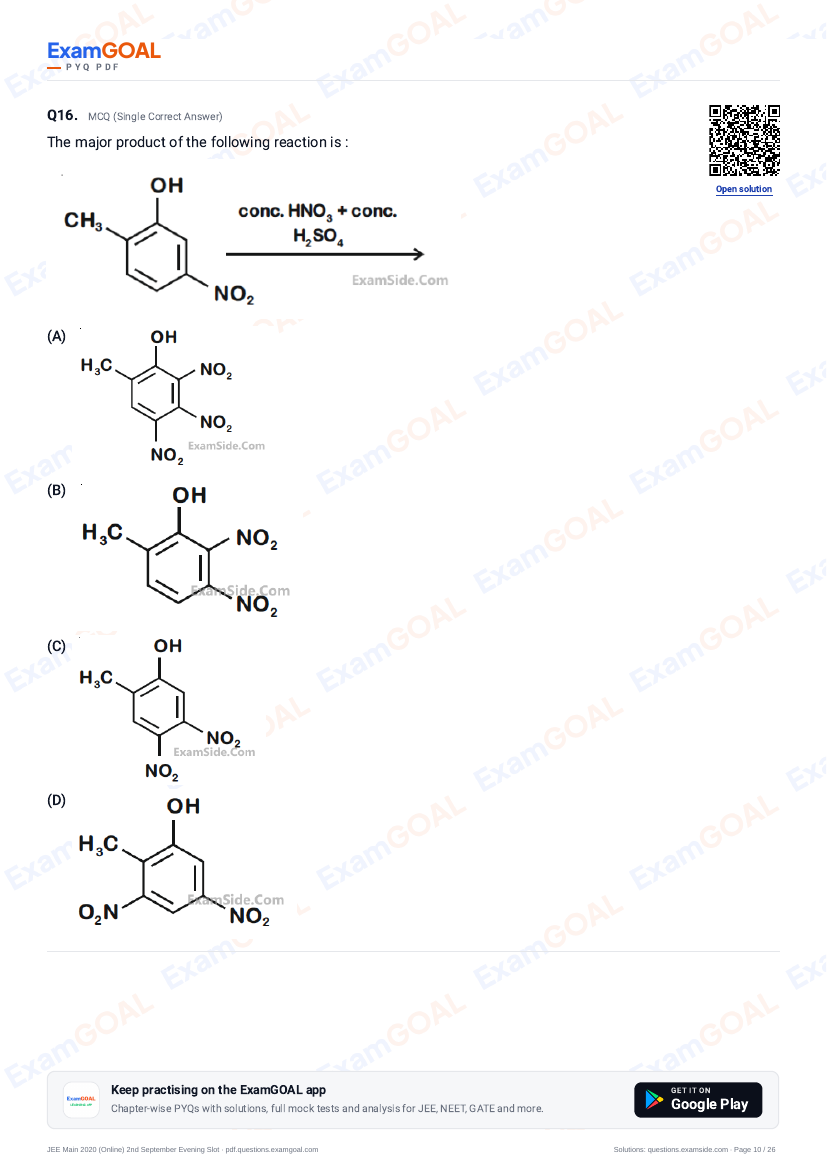 ExamGOAL
PYQ PDF
Q16. MCQ (Single Correct Answer)
The major product of the following reaction is :
Open solution
OH
CH3
conc. HNO3 + conc.
H2SO4
NO2
ExamSide.Com
(A)
OH
H3C
NO2
NO2
NO2
ExamSide.Com
(B)
OH
H3C
NO2
ExamSide.Com
NO2
(C)
OH
H3C
NO2
ExamSide.Com
NO2
(D)
OH
H3C
ExamSide.Com
O2N
NO2
Keep practising on the ExamGOAL app
Chapter-wise PYQs with solutions, full mock tests and analysis for JEE, NEET, GATE and more.
GET IT ON
Google Play
JEE Main 2020 (Online) 2nd September Evening Slot · pdf.questions.examgoal.com
Solutions: questions.examside.com · Page 10 / 26